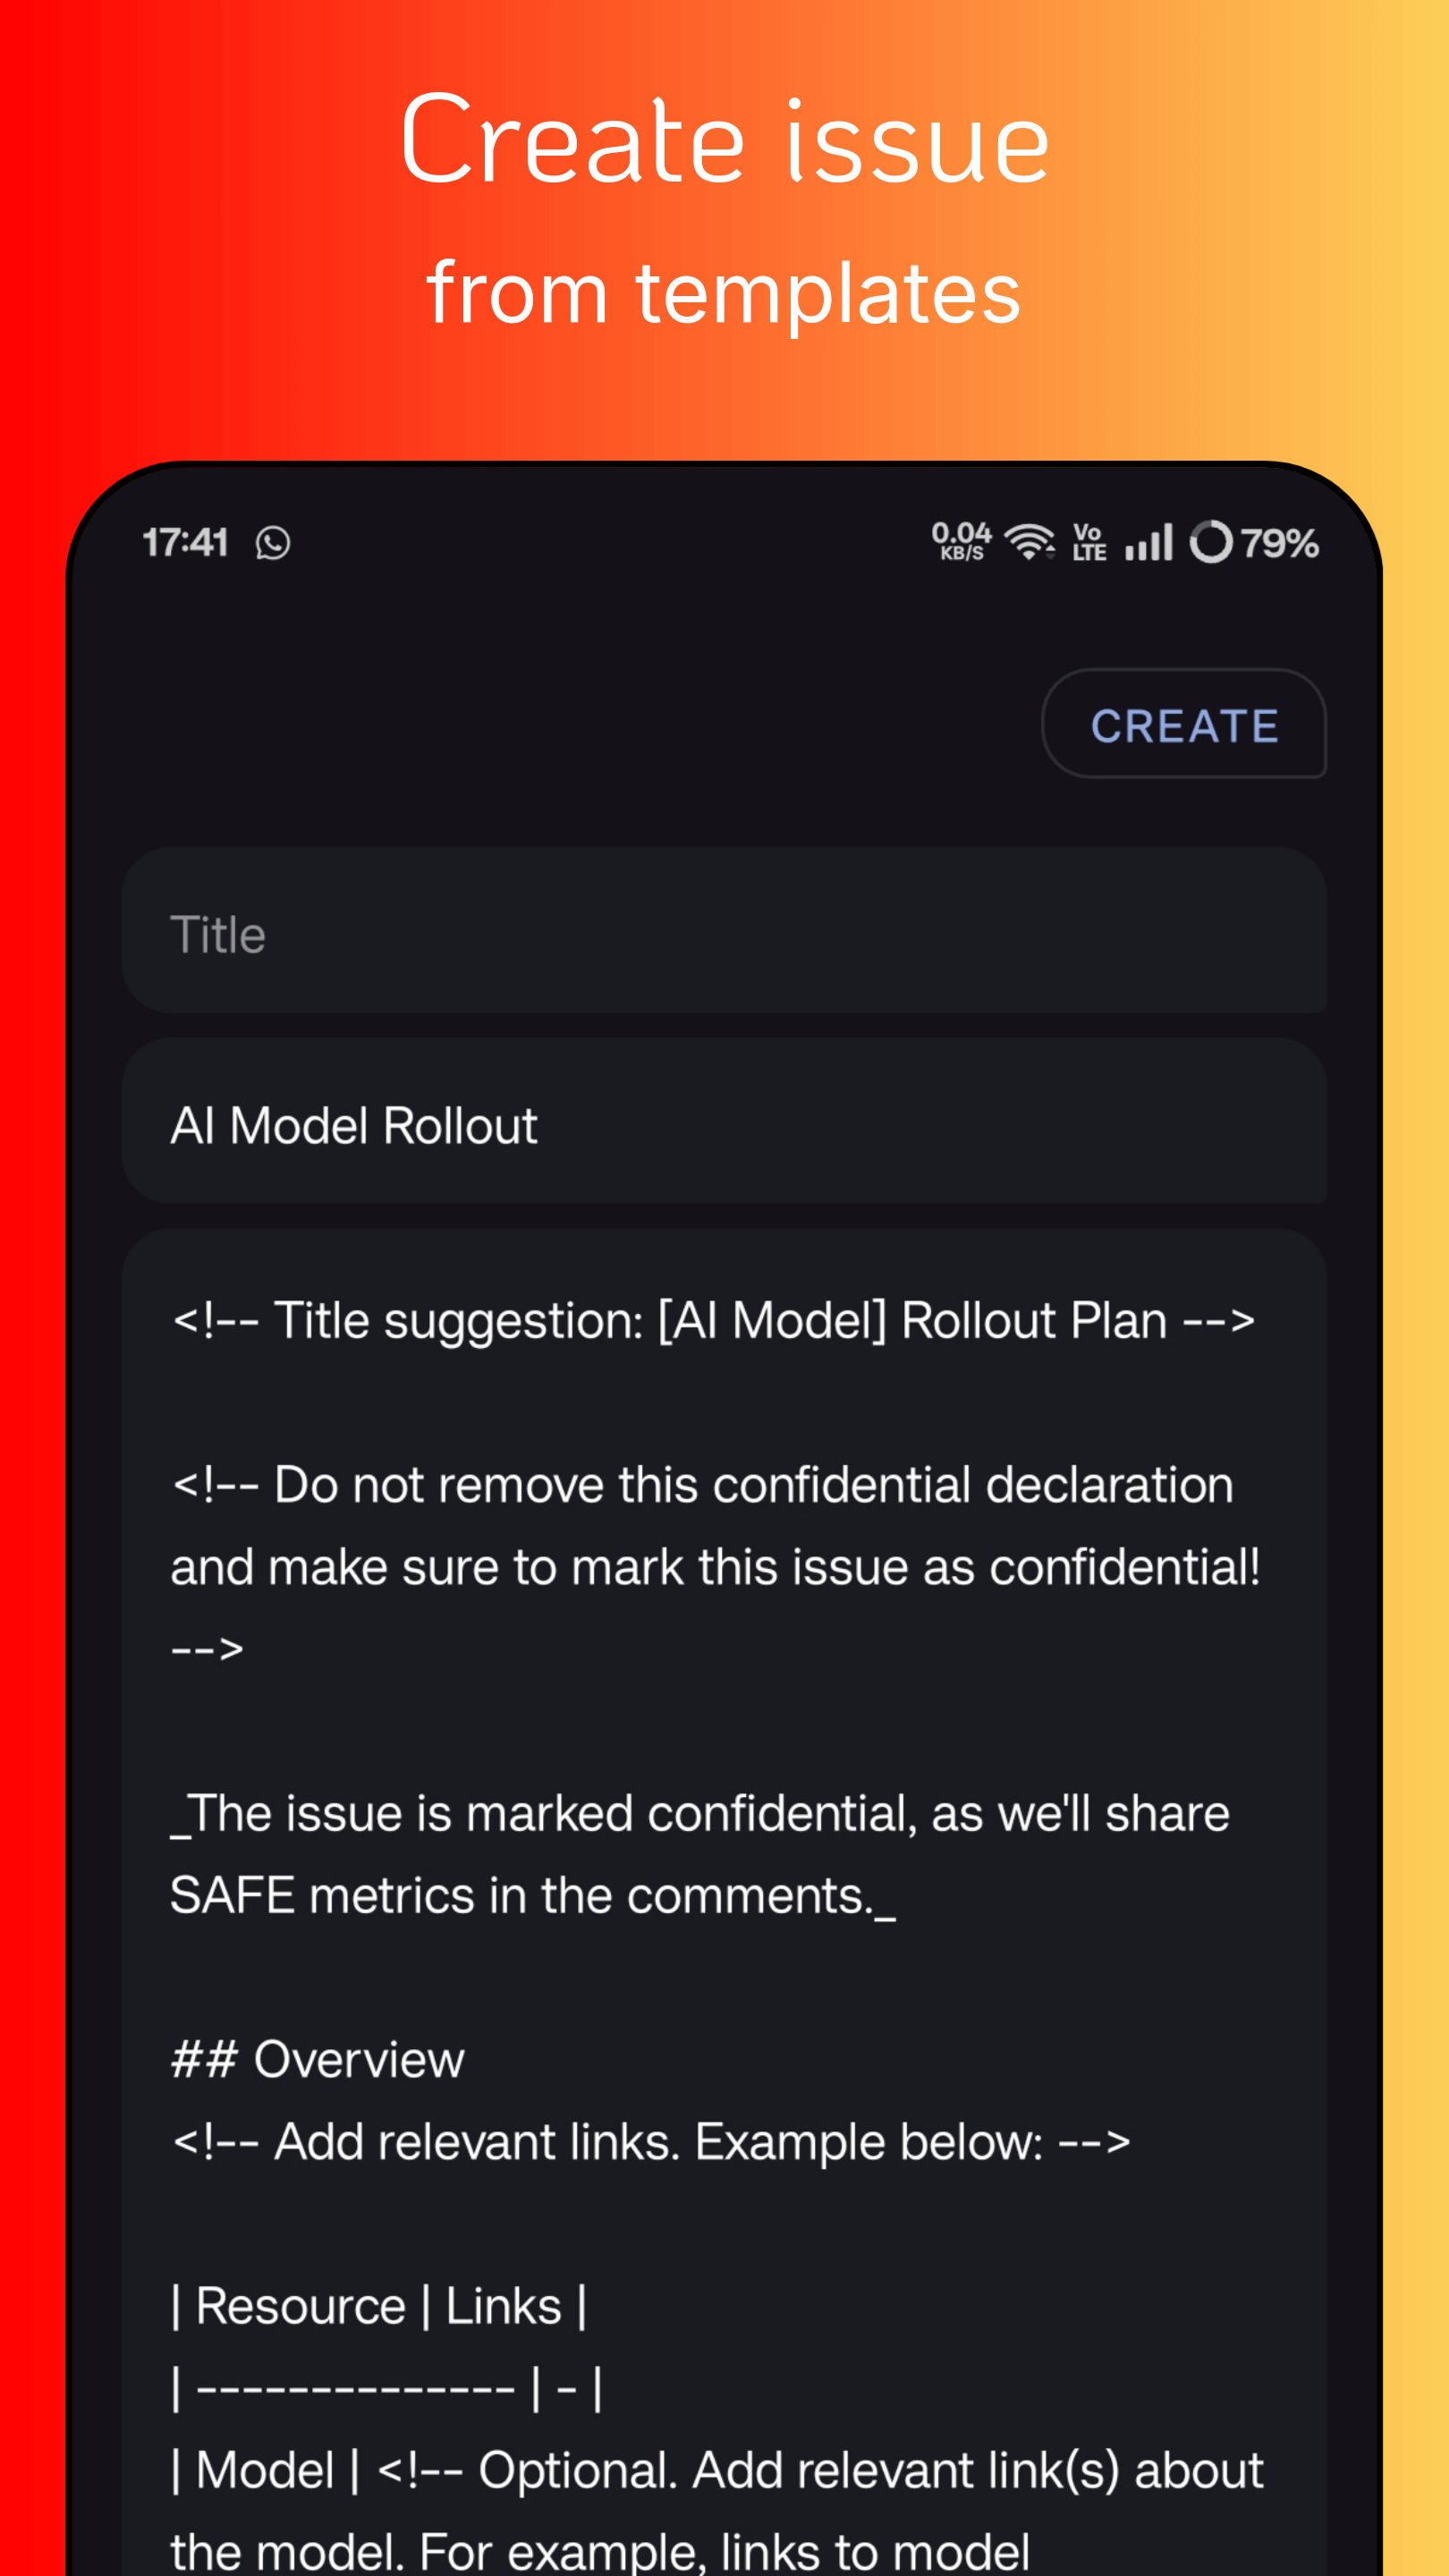 Create issue
from templates
17:41 0.04 KB/S Vo LTE 79%
CREATE
Title
AI Model Rollout
<!-- Title suggestion: [AI Model] Rollout Plan -->
<!-- Do not remove this confidential declaration
and make sure to mark this issue as confidential!
-->
_The issue is marked confidential, as we'll share
SAFE metrics in the comments._
## Overview
<!-- Add relevant links. Example below: -->
| Resource | Links |
| -------------- | - |
| Model | <!-- Optional. Add relevant link(s) about
the model. For example, links to model